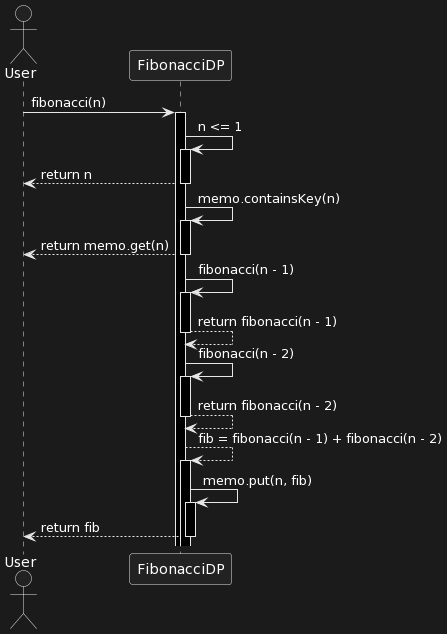 User
FibonacciDP
fibonacci(n)
n <= 1
return n
memo.containsKey(n)
return memo.get(n)
fibonacci(n - 1)
return fibonacci(n - 1)
fibonacci(n - 2)
return fibonacci(n - 2)
fib = fibonacci(n - 1) + fibonacci(n - 2)
memo.put(n, fib)
return fib
User
FibonacciDP